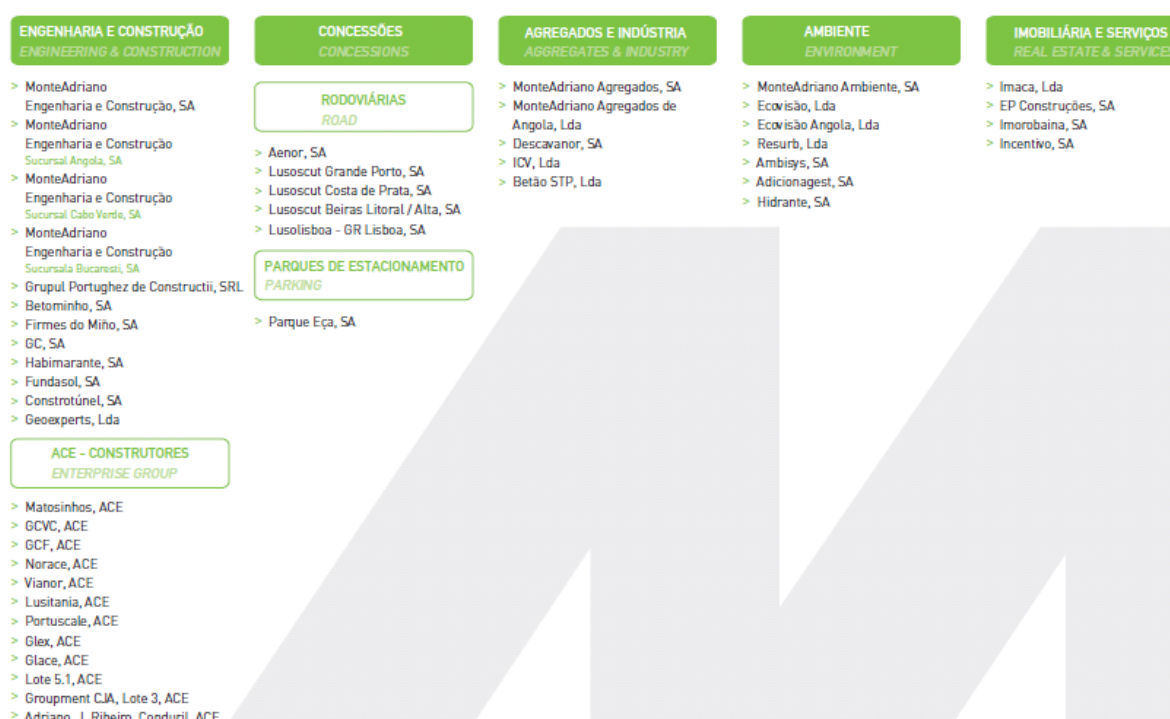 ENGENHARIA E CONSTRUÇÃO
ENGINEERING & CONSTRUCTION
> MonteAdriano
Engenharia e Construção, SA
> MonteAdriano
Engenharia e Construção
Sucursal Angola, SA
> MonteAdriano
Engenharia e Construção
Sucursal Cabo Verde, SA
> MonteAdriano
Engenharia e Construção
Sucursala Bucaresti, SA
> Grupul Portughez de Constructii, SRL
> Betominho, SA
> Firmes do Miño, SA
> GC, SA
> Habimarante, SA
> Fundasol, SA
> Construtúnel, SA
> Geoexperts, Lda
ACE - CONSTRUTORES
ENTERPRISE GROUP
> Matosinhos, ACE
> GCVC, ACE
> GCF, ACE
> Norace, ACE
> Vianor, ACE
> Lusitania, ACE
> Portuscale, ACE
> Glex, ACE
> Glace, ACE
> Lote 5.1, ACE
> Groupment CJA, Lote 3, ACE
> Adriano, J. Ribeiro, Conduril, ACE
CONCESSÕES
CONCESSIONS
RODOVIÁRIAS
ROAD
> Aenor, SA
> Lusoscut Grande Porto, SA
> Lusoscut Costa de Prata, SA
> Lusoscut Beiras Litoral / Alta, SA
> Lusolisboa - GR Lisboa, SA
PARQUES DE ESTACIONAMENTO
PARKING
> Parque Eça, SA
AGREGADOS E INDÚSTRIA
AGGREGATES & INDUSTRY
> MonteAdriano Agregados, SA
> MonteAdriano Agregados de
Angola, Lda
> Descavanor, SA
> ICV, Lda
> Betão STP, Lda
AMBIENTE
ENVIRONMENT
> MonteAdriano Ambiente, SA
> Ecovisão, Lda
> Ecovisão Angola, Lda
> Resurb, Lda
> Ambisys, SA
> Adicionagest, SA
> Hidrante, SA
IMOBILIÁRIA E SERVIÇOS
REAL ESTATE & SERVICES
> Imaca, Lda
> EP Construções, SA
> Imorobaina, SA
> Incentivo, SA